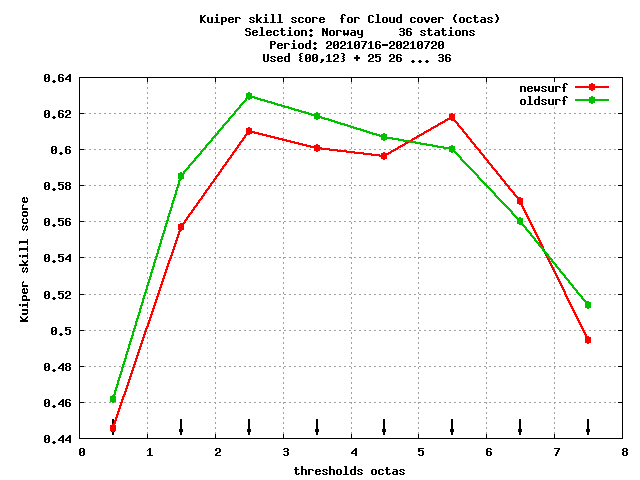 Kuiper skill score  for Cloud cover (octas)
Selection: Norway     36 stations
Period: 20210716-20210720
Used {00,12} + 25 26 ... 36
newsurf
oldsurf
0.64
0.62
0.6
0.58
0.56
0.54
0.52
0.5
0.48
0.46
0.44
Kuiper skill score
0 1 2 3 4 5 6 7 8
thresholds octas